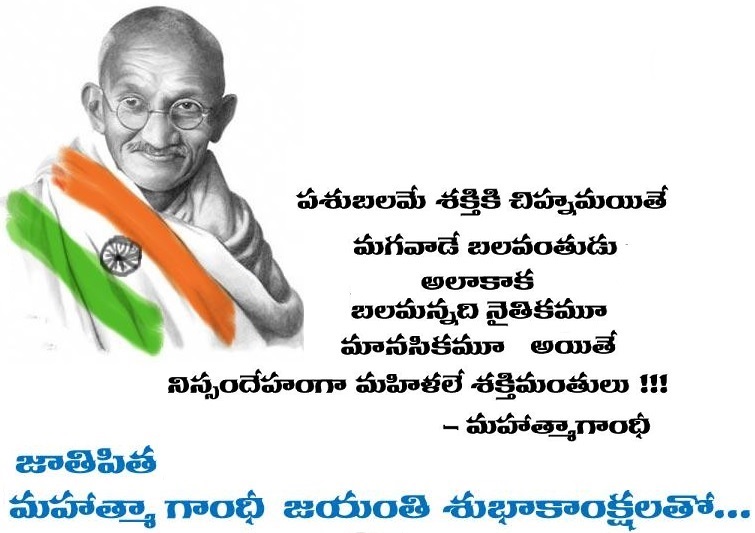 పశుబలమే శక్తికి చిహ్నమయితే
మగవాడే బలవంతుడు
అలాకాక
బలమన్నది నైతికమూ
మానసికమూ అయితే
నిస్సందేహంగా మహిళలే శక్తిమంతులు !!!
– మహాత్మాగాంధీ
జాతిపిత
మహాత్మా గాంధీ జయంతి శుభాకాంక్షలతో...